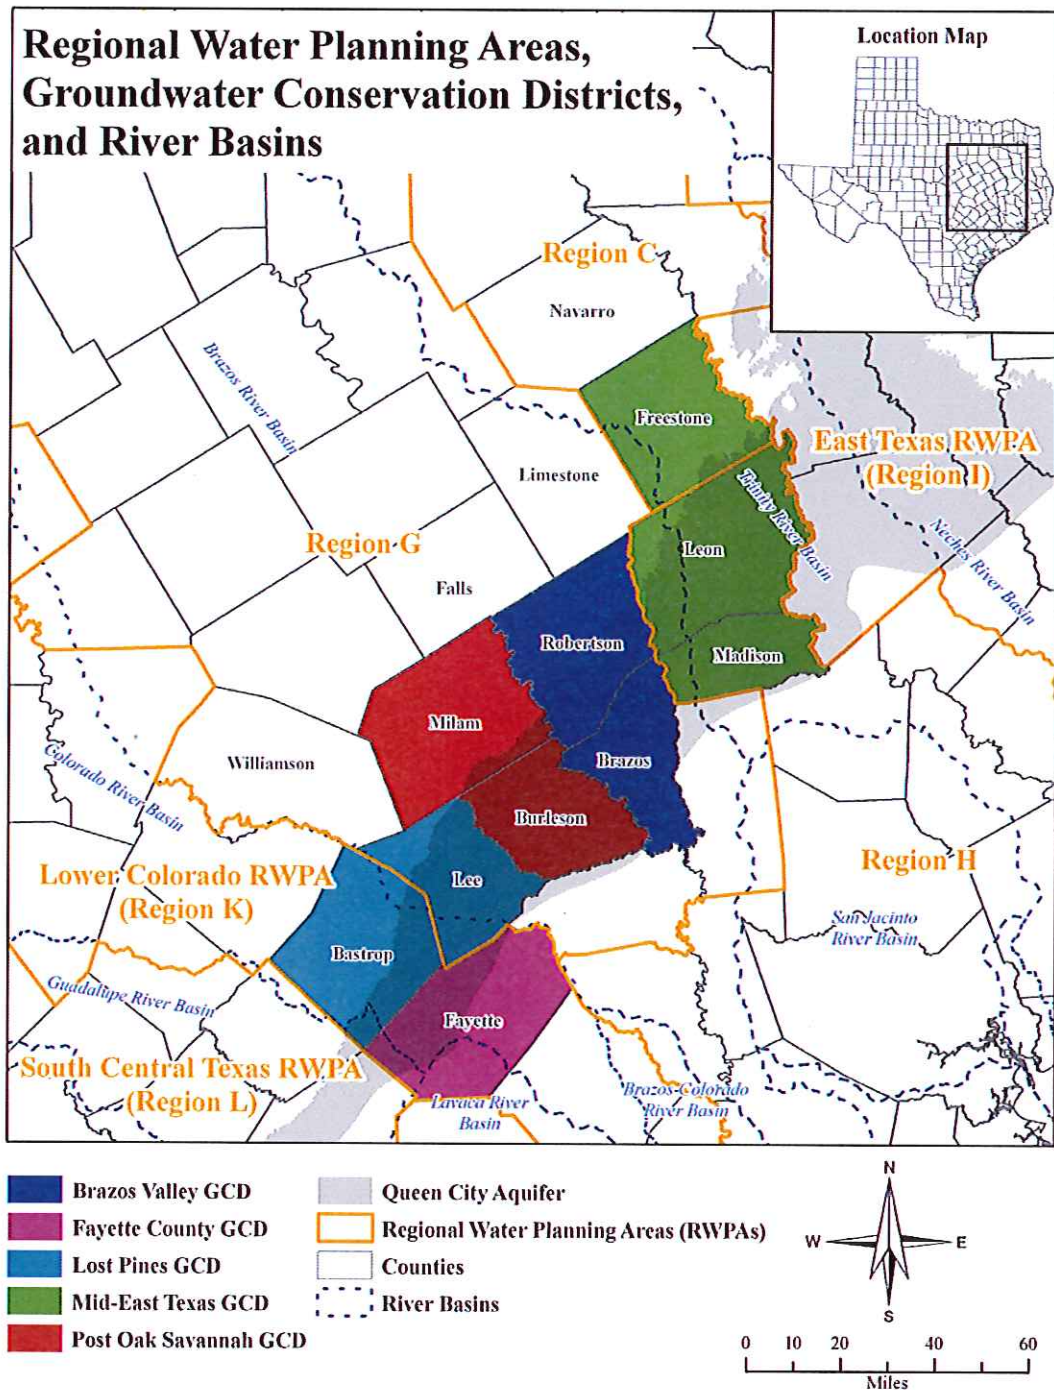 Regional Water Planning Areas,
Groundwater Conservation Districts,
and River Basins
Location Map
Region C
Navarro
Brazos River Basin
Freestone
East Texas RWPA
(Region I)
Limestone
Trinity River Basin
Neches River Basin
Region G
Leon
Falls
Robertson
Madison
Milam
Williamson
Brazos
Colorado River Basin
Burleson
Lower Colorado RWPA
(Region K)
Lee
Region H
San Jacinto
River Basin
Bastrop
Guadalupe River Basin
Fayette
South Central Texas RWPA
(Region L)
Lavaca River
Basin
Brazos-Colorado
River Basin
Brazos Valley GCD
Fayette County GCD
Lost Pines GCD
Mid-East Texas GCD
Post Oak Savannah GCD
Queen City Aquifer
Regional Water Planning Areas (RWPAs)
Counties
River Basins
N
W E
S
0 10 20 40 60
Miles